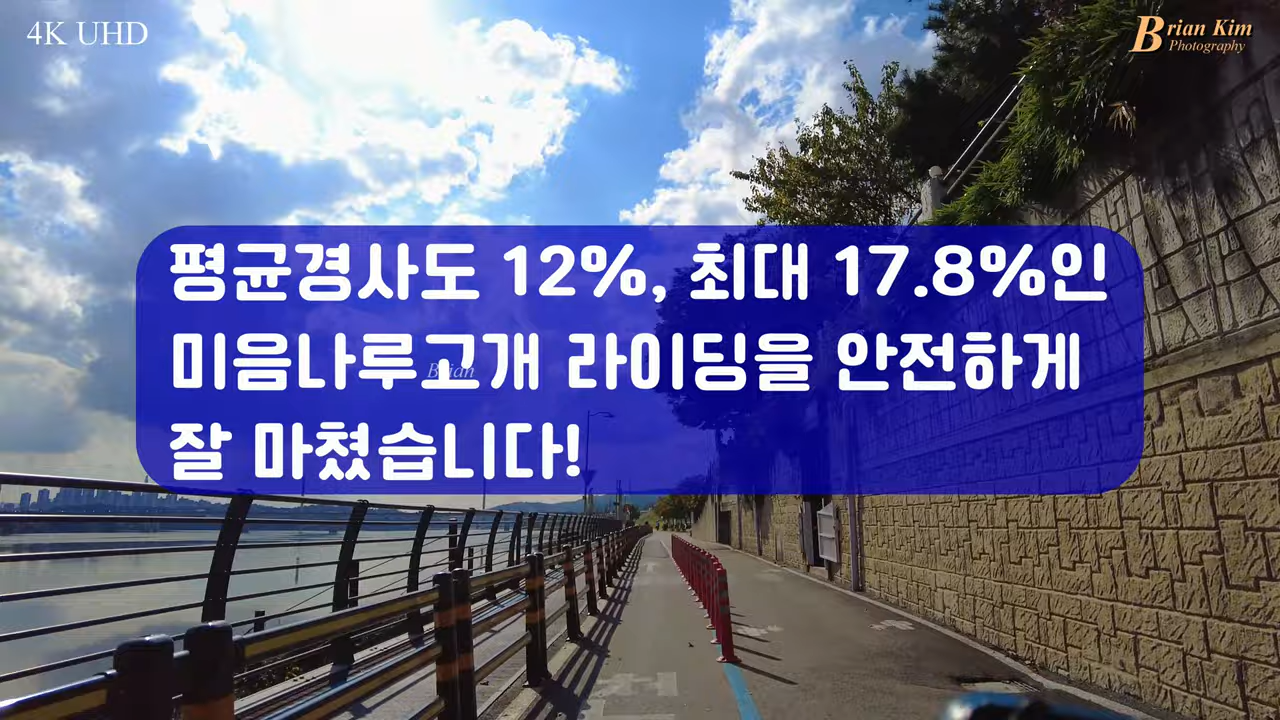 4K UHD
Brian Kim
Photography
평균경사도 12%, 최대 17.8%인
미음나루고개 라이딩을 안전하게
잘 마쳤습니다!
Brian